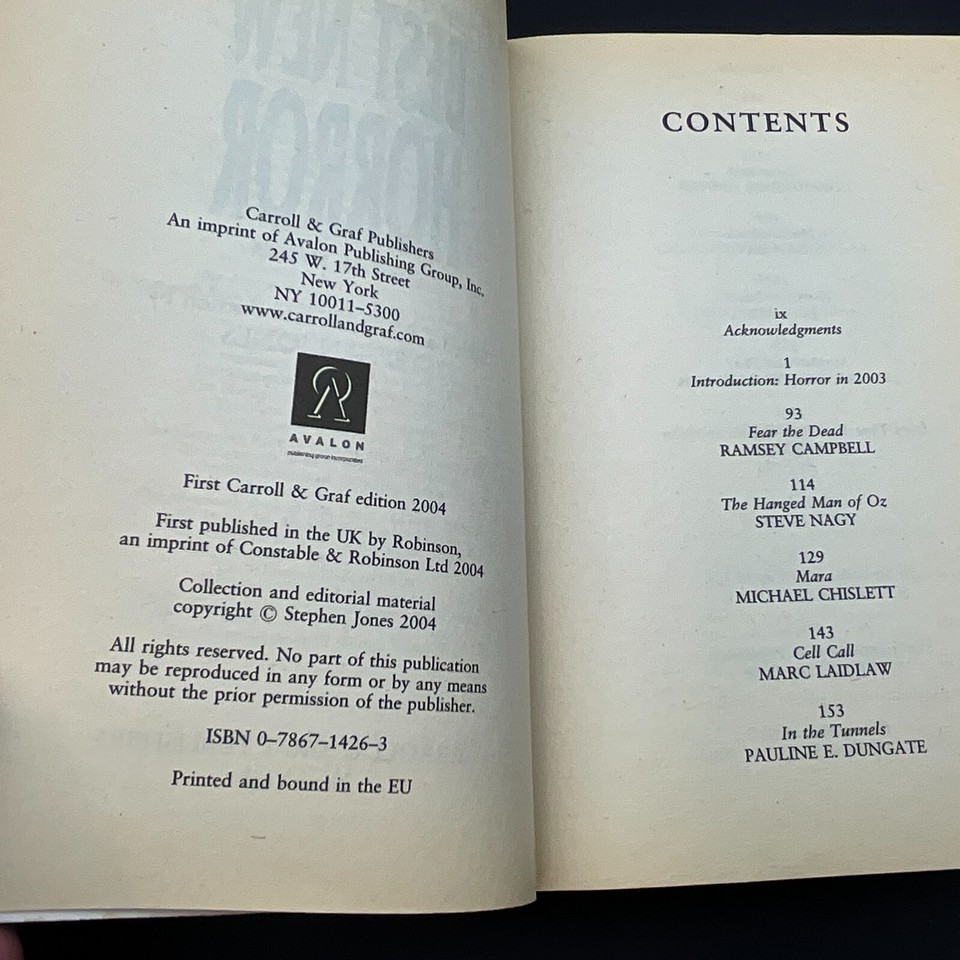 Carroll & Graf Publishers
An imprint of Avalon Publishing Group, Inc.
245 W. 17th Street
New York
NY 10011–5300
www.carrollandgraf.com
AVALON
publishing group incorporated
First Carroll & Graf edition 2004
First published in the UK by Robinson,
an imprint of Constable & Robinson Ltd 2004
Collection and editorial material
copyright © Stephen Jones 2004
All rights reserved. No part of this publication
may be reproduced in any form or by any means
without the prior permission of the publisher.
ISBN 0–7867–1426–3
Printed and bound in the EU
CONTENTS
ix
Acknowledgments
1
Introduction: Horror in 2003
93
Fear the Dead
RAMSEY CAMPBELL
114
The Hanged Man of Oz
STEVE NAGY
129
Mara
MICHAEL CHISLETT
143
Cell Call
MARC LAIDLAW
153
In the Tunnels
PAULINE E. DUNGATE